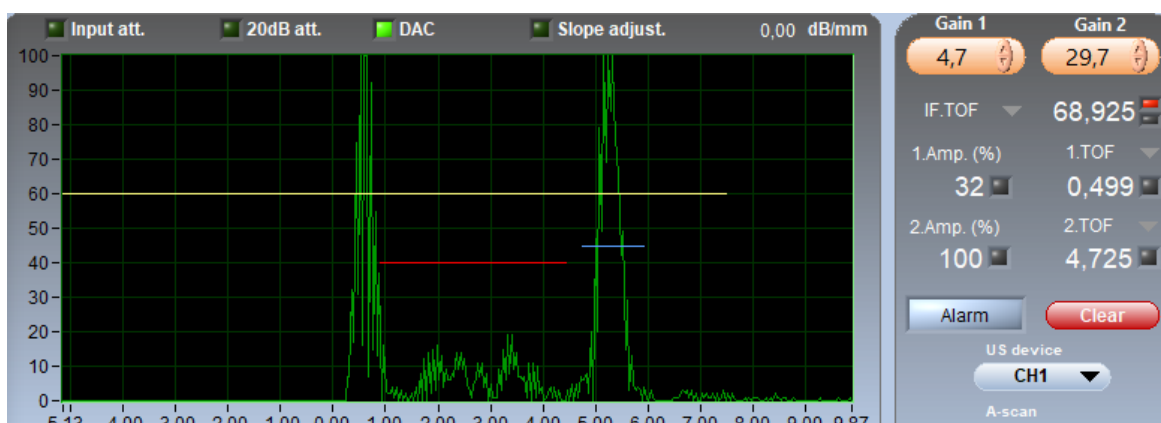 Input att. 20dB att. DAC Slope adjust. 0,00 dB/mm
100
90
80
70
60
50
40
30
20
10
0
Gain 1 Gain 2
4,7 29,7
IF.TOF 68,925
1.Amp. (%) 1.TOF
32 0,499
2.Amp. (%) 2.TOF
100 4,725
Alarm Clear
US device
CH1
A-scan